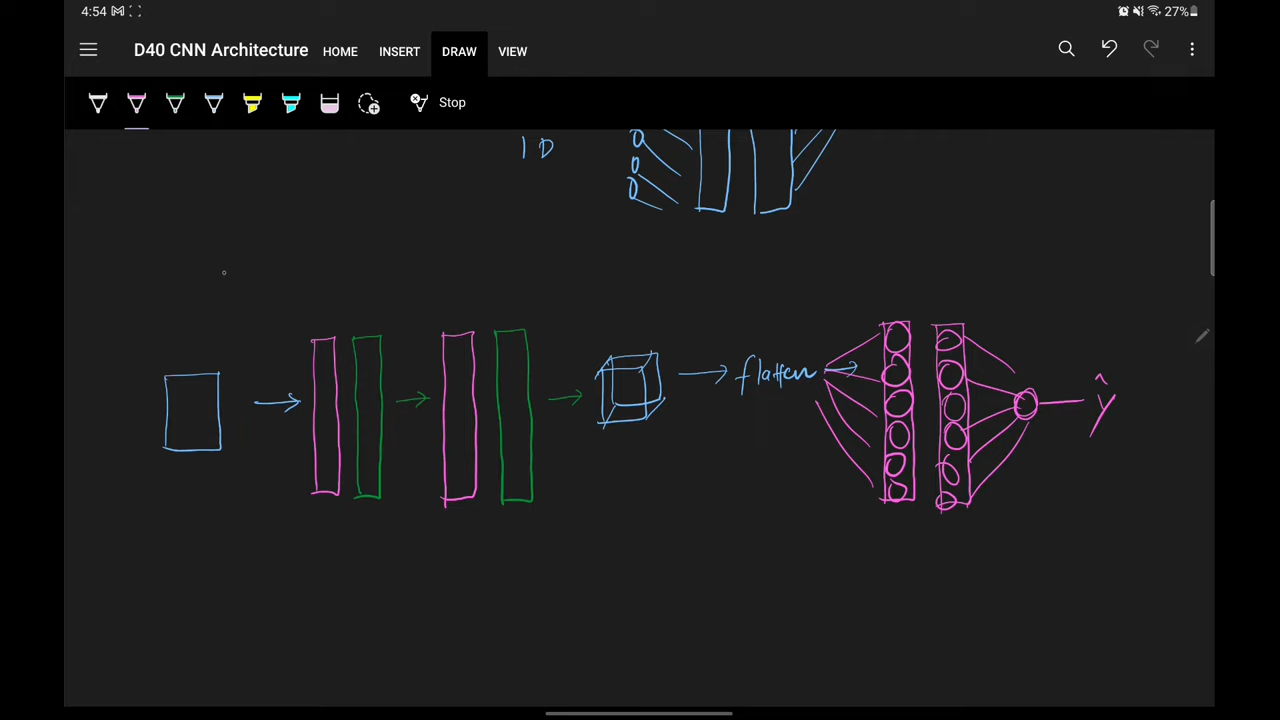 4:54
27%
D40 CNN Architecture HOME INSERT DRAW VIEW
Stop
1D
flatten
ŷ